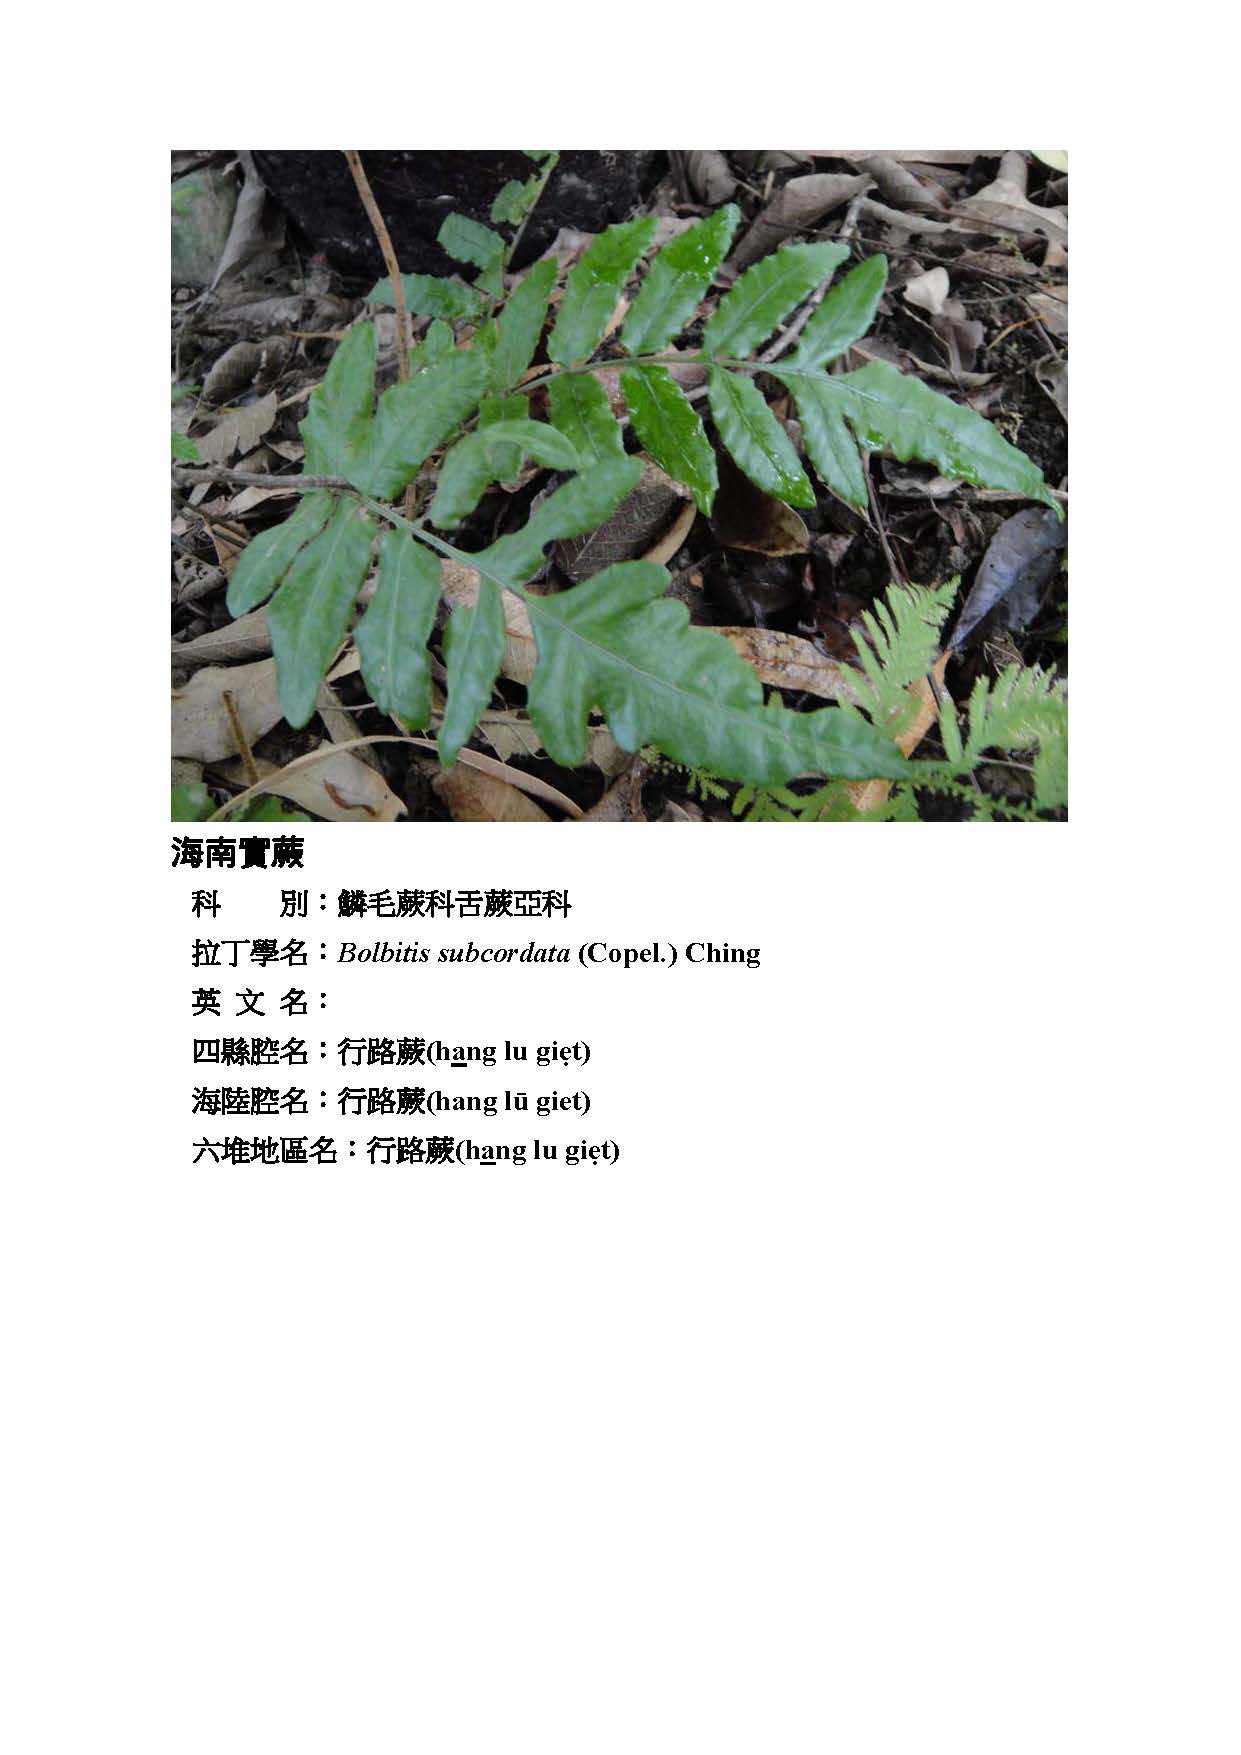 海南實蕨
科　　別：鱗毛蕨科舌蕨亞科
拉丁學名：Bolbitis subcordata (Copel.) Ching
英 文 名：
四縣腔名：行路蕨(ha̲ng lu giẹt)
海陸腔名：行路蕨(hang lū giet)
六堆地區名：行路蕨(ha̲ng lu giẹt)